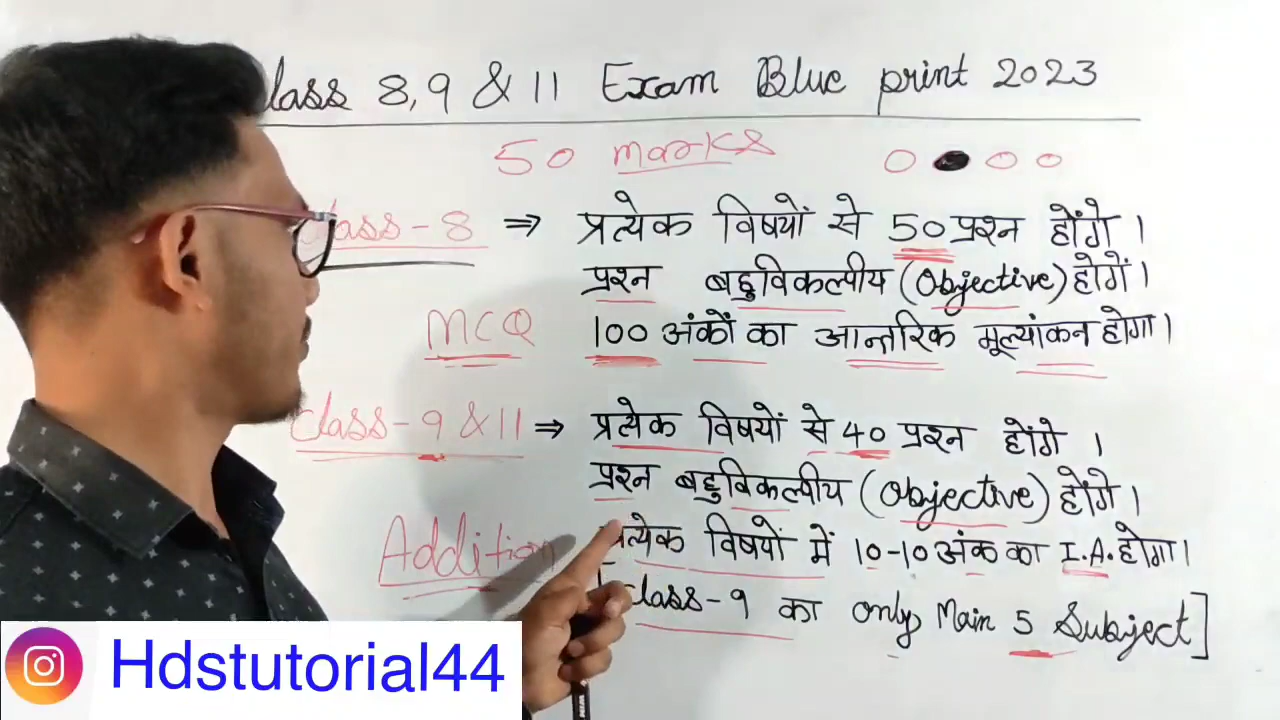 lass 8, 9 & 11 Exam Blue print 2023
50 marks
lass - 8 ⇒ प्रत्येक विषयों से 50 प्रश्न होंगे ।
प्रश्न बहुविकल्पीय (Objective) होगें।
MCQ 100 अंकों का आन्तरिक मूल्यांकन होगा।
class - 9 & 11 ⇒ प्रत्येक विषयों से 40 प्रश्न होंगे ।
प्रश्न बहुविकल्पीय (Objective) होंगे।
Addition प्रत्येक विषयों में 10-10 अंक का I.A. होगा।
[class-9 का only Main 5 Subject]
Hdstutorial44